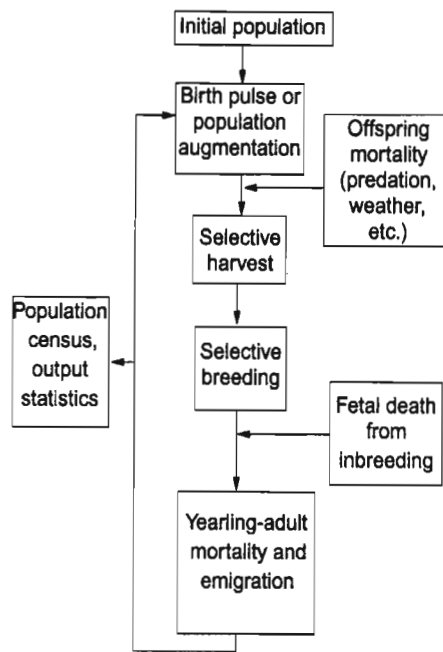 Initial population
Birth pulse or
population
augmentation
Offspring
mortality
(predation,
weather,
etc.)
Selective
harvest
Population
census,
output
statistics
Selective
breeding
Fetal death
from
inbreeding
Yearling-adult
mortality and
emigration